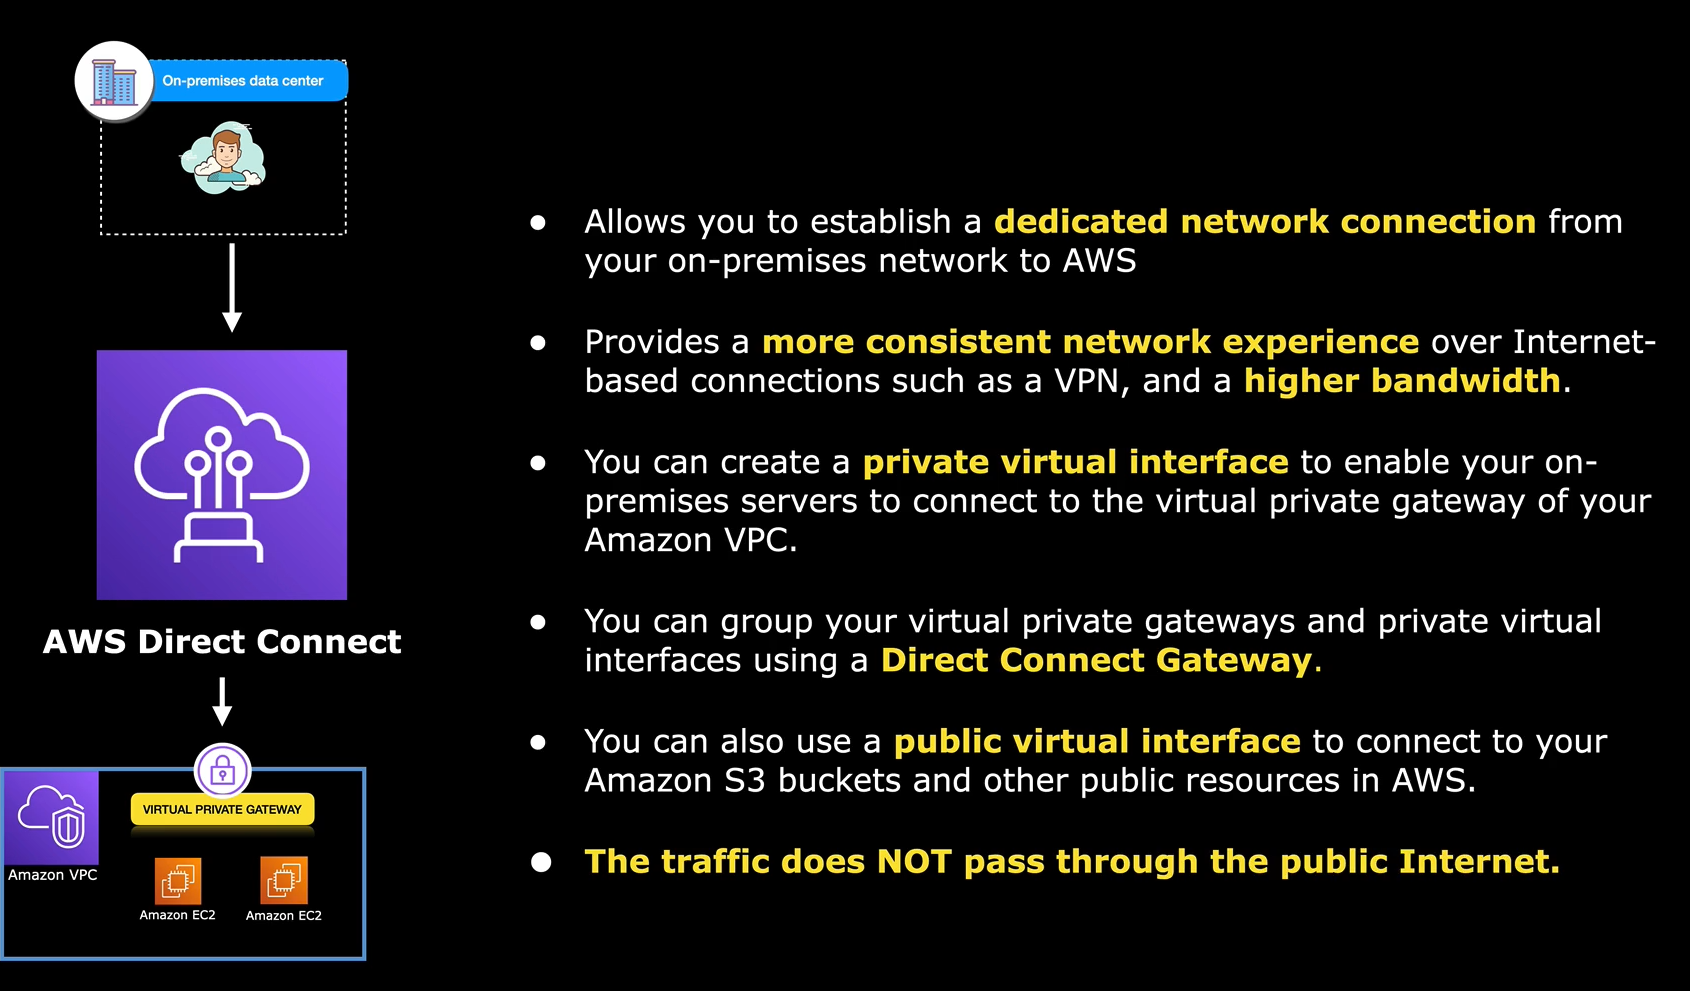 On-premises data center
AWS Direct Connect
VIRTUAL PRIVATE GATEWAY
Amazon VPC
Amazon EC2
Amazon EC2
● Allows you to establish a dedicated network connection from
your on-premises network to AWS
● Provides a more consistent network experience over Internet-
based connections such as a VPN, and a higher bandwidth.
● You can create a private virtual interface to enable your on-
premises servers to connect to the virtual private gateway of your
Amazon VPC.
● You can group your virtual private gateways and private virtual
interfaces using a Direct Connect Gateway.
● You can also use a public virtual interface to connect to your
Amazon S3 buckets and other public resources in AWS.
● The traffic does NOT pass through the public Internet.